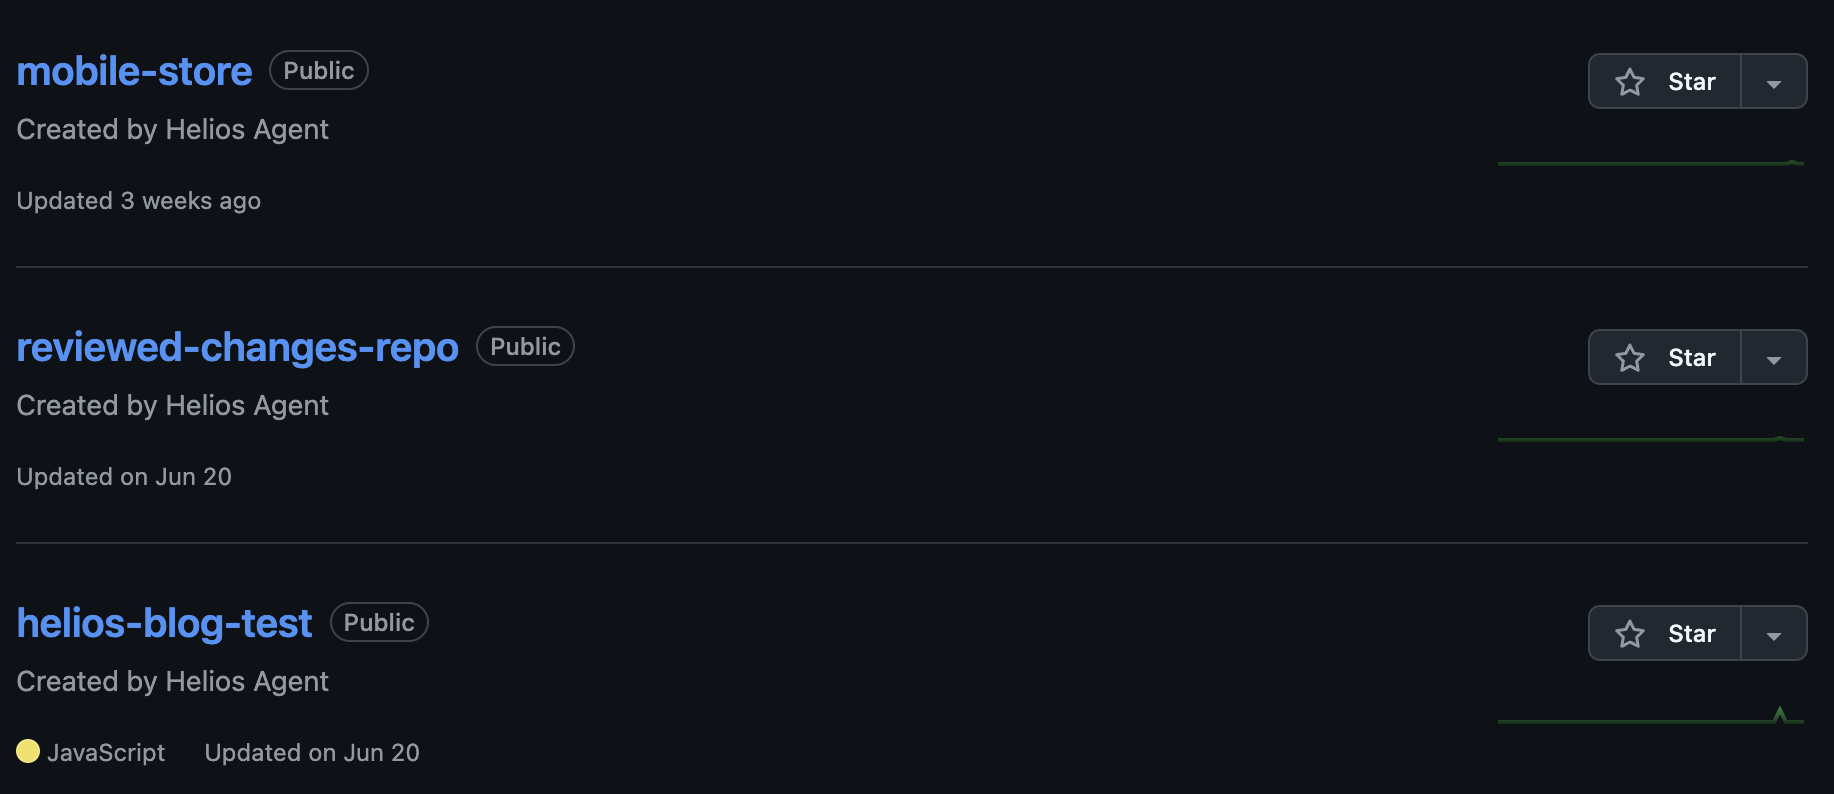 mobile-store Public Star
Created by Helios Agent
Updated 3 weeks ago
reviewed-changes-repo Public Star
Created by Helios Agent
Updated on Jun 20
helios-blog-test Public Star
Created by Helios Agent
JavaScript Updated on Jun 20